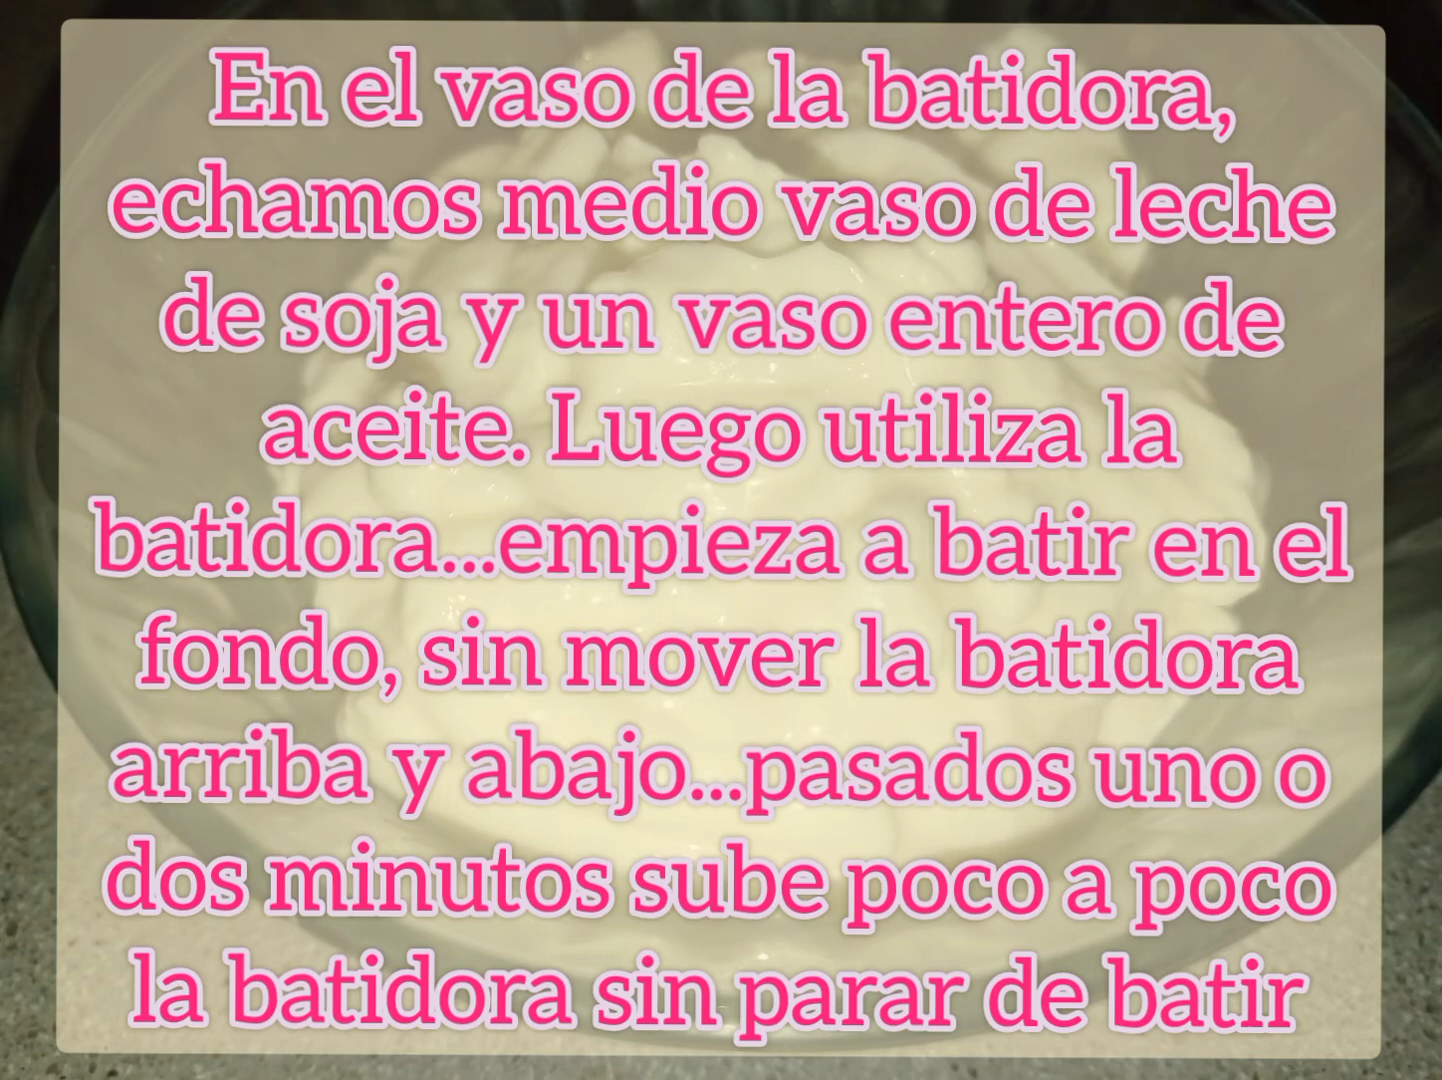 En el vaso de la batidora,
echamos medio vaso de leche
de soja y un vaso entero de
aceite. Luego utiliza la
batidora...empieza a batir en el
fondo, sin mover la batidora
arriba y abajo...pasados uno o
dos minutos sube poco a poco
la batidora sin parar de batir